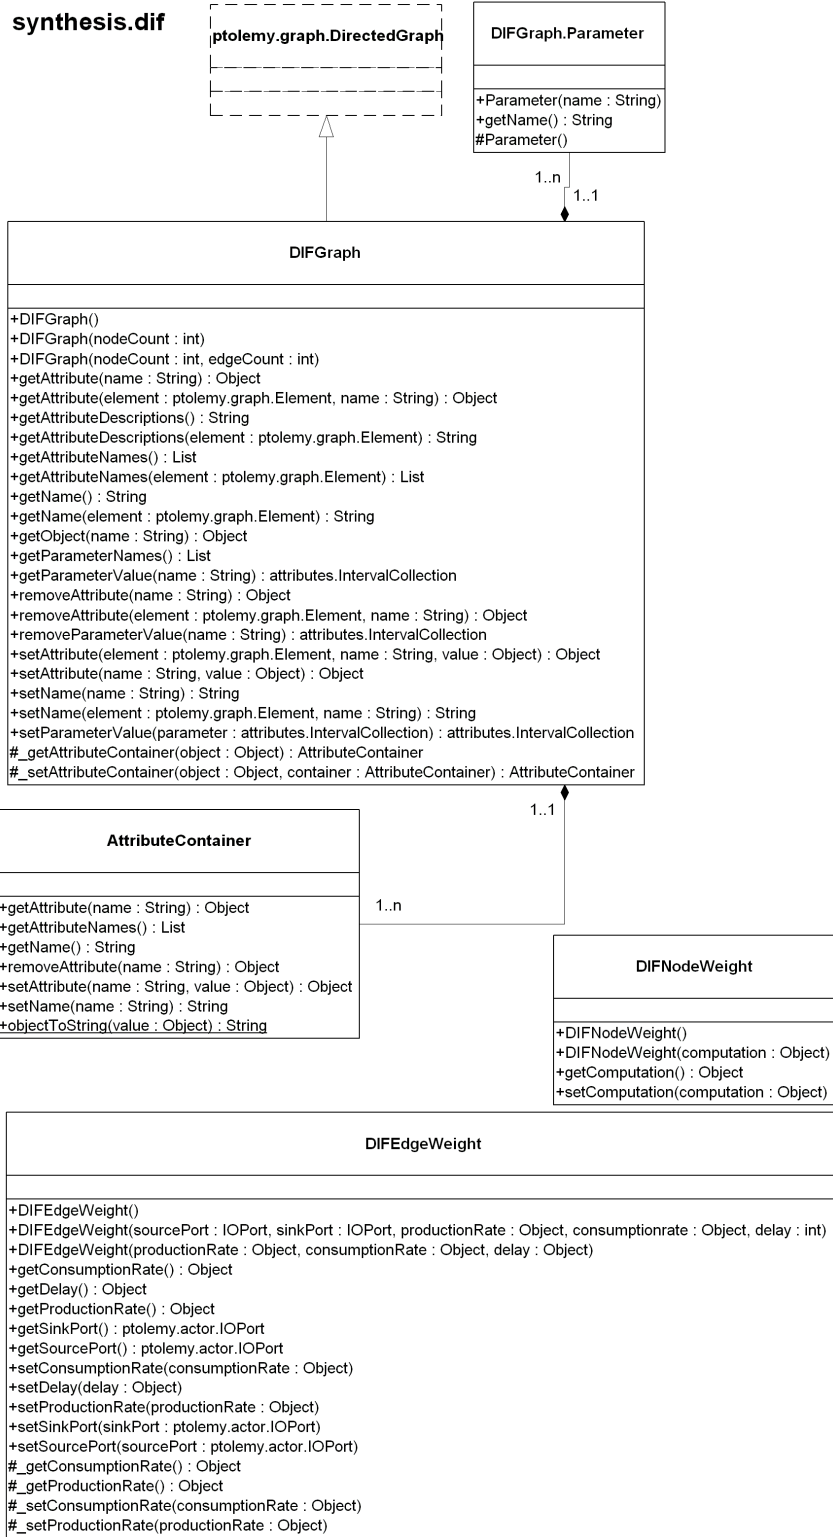 synthesis.dif
ptolemy.graph.DirectedGraph
DIFGraph.Parameter
+Parameter(name : String)
+getName() : String
#Parameter()
1..n
1..1
DIFGraph
+DIFGraph()
+DIFGraph(nodeCount : int)
+DIFGraph(nodeCount : int, edgeCount : int)
+getAttribute(name : String) : Object
+getAttribute(element : ptolemy.graph.Element, name : String) : Object
+getAttributeDescriptions() : String
+getAttributeDescriptions(element : ptolemy.graph.Element) : String
+getAttributeNames() : List
+getAttributeNames(element : ptolemy.graph.Element) : List
+getName() : String
+getName(element : ptolemy.graph.Element) : String
+getObject(name : String) : Object
+getParameterNames() : List
+getParameterValue(name : String) : attributes.IntervalCollection
+removeAttribute(name : String) : Object
+removeAttribute(element : ptolemy.graph.Element, name : String) : Object
+removeParameterValue(name : String) : attributes.IntervalCollection
+setAttribute(element : ptolemy.graph.Element, name : String, value : Object) : Object
+setAttribute(name : String, value : Object) : Object
+setName(name : String) : String
+setName(element : ptolemy.graph.Element, name : String) : String
+setParameterValue(parameter : attributes.IntervalCollection) : attributes.IntervalCollection
#_getAttributeContainer(object : Object) : AttributeContainer
#_setAttributeContainer(object : Object, container : AttributeContainer) : AttributeContainer
1..1
AttributeContainer
+getAttribute(name : String) : Object
+getAttributeNames() : List
+getName() : String
+removeAttribute(name : String) : Object
+setAttribute(name : String, value : Object) : Object
+setName(name : String) : String
+objectToString(value : Object) : String
1..n
DIFNodeWeight
+DIFNodeWeight()
+DIFNodeWeight(computation : Object)
+getComputation() : Object
+setComputation(computation : Object)
DIFEdgeWeight
+DIFEdgeWeight()
+DIFEdgeWeight(sourcePort : IOPort, sinkPort : IOPort, productionRate : Object, consumptionrate : Object, delay : int)
+DIFEdgeWeight(productionRate : Object, consumptionRate : Object, delay : Object)
+getConsumptionRate() : Object
+getDelay() : Object
+getProductionRate() : Object
+getSinkPort() : ptolemy.actor.IOPort
+getSourcePort() : ptolemy.actor.IOPort
+setConsumptionRate(consumptionRate : Object)
+setDelay(delay : Object)
+setProductionRate(productionRate : Object)
+setSinkPort(sinkPort : ptolemy.actor.IOPort)
+setSourcePort(sourcePort : ptolemy.actor.IOPort)
#_getConsumptionRate() : Object
#_getProductionRate() : Object
#_setConsumptionRate(consumptionRate : Object)
#_setProductionRate(productionRate : Object)